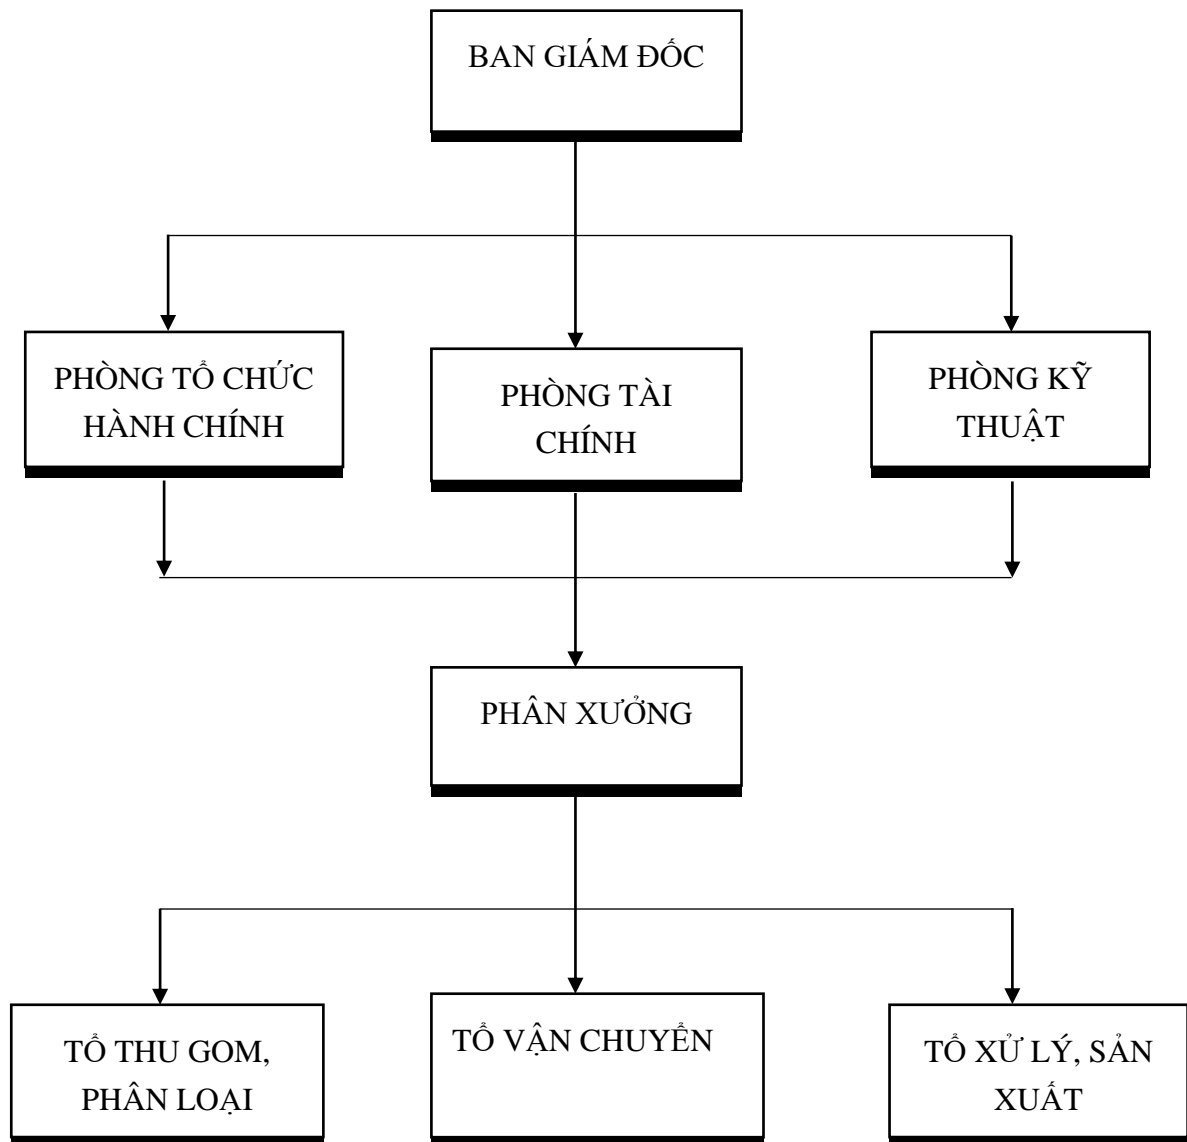 BAN GIÁM ĐỐC
PHÒNG TỔ CHỨC
HÀNH CHÍNH
PHÒNG TÀI
CHÍNH
PHÒNG KỸ
THUẬT
PHÂN XƯỞNG
TỔ THU GOM,
PHÂN LOẠI
TỔ VẬN CHUYỂN
TỔ XỬ LÝ, SẢN
XUẤT